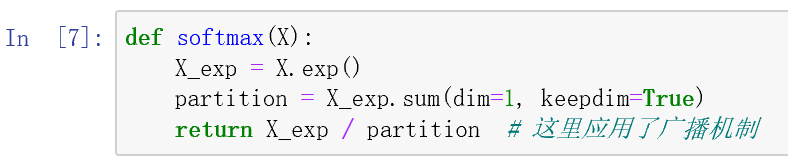 In [7]: def softmax(X):
    X_exp = X.exp()
    partition = X_exp.sum(dim=1, keepdim=True)
    return X_exp / partition  # 这里应用了广播机制